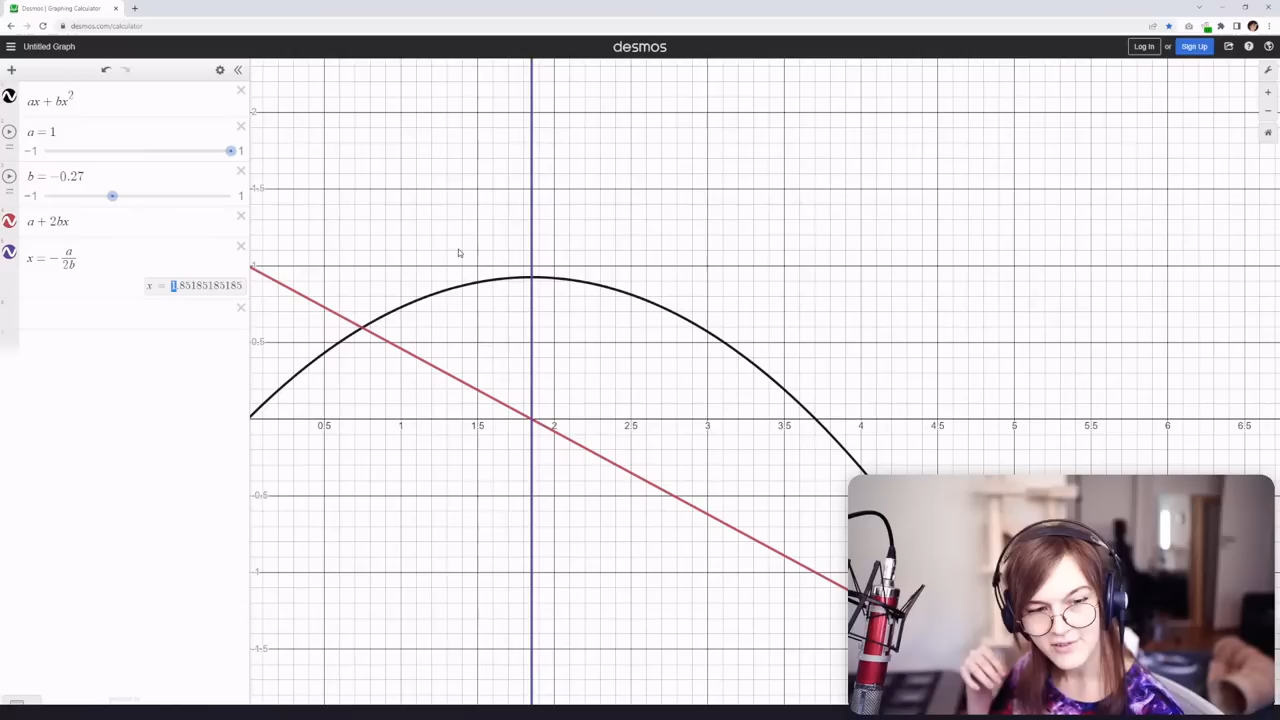 Desmos | Graphing Calculator
desmos.com/calculator
Untitled Graph
desmos
Log In or Sign Up
ax + bx²
a = 1
-1 1
b = −0.27
-1 1
a + 2bx
x = − a/2b
x = 1.85185185185
2
1.5
1
0.5
0.5 1 1.5 2 2.5 3 3.5 4 4.5 5 5.5 6 6.5
-0.5
-1
-1.5